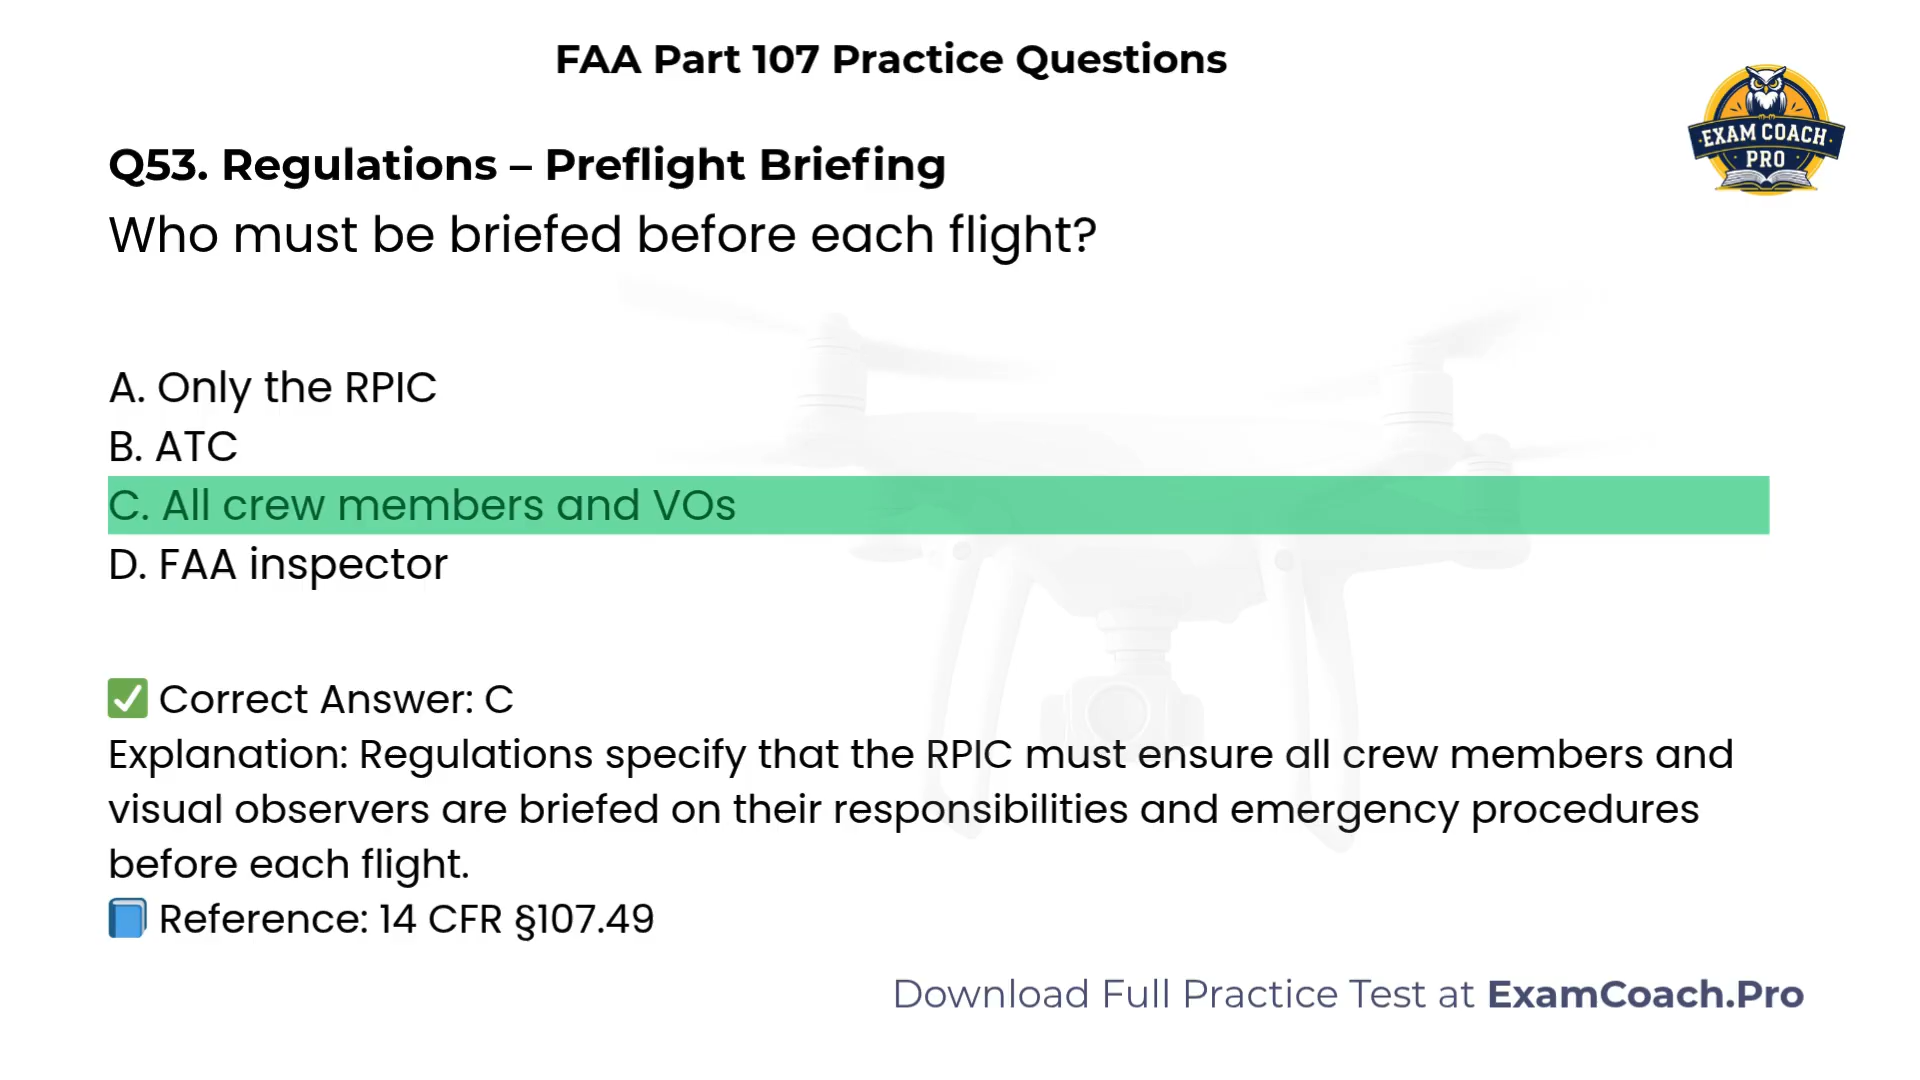 FAA Part 107 Practice Questions
EXAM COACH
PRO
Q53. Regulations – Preflight Briefing
Who must be briefed before each flight?
A. Only the RPIC
B. ATC
C. All crew members and VOs
D. FAA inspector
✅ Correct Answer: C
Explanation: Regulations specify that the RPIC must ensure all crew members and
visual observers are briefed on their responsibilities and emergency procedures
before each flight.
📘 Reference: 14 CFR §107.49
Download Full Practice Test at ExamCoach.Pro